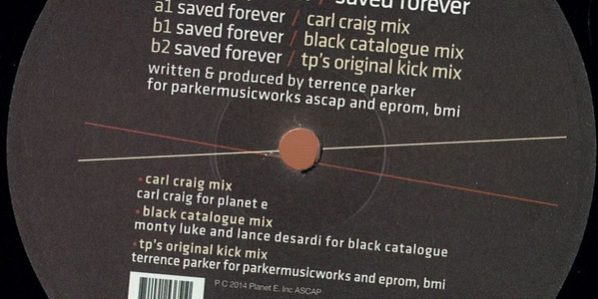 / saved forever
a1 saved forever / carl craig mix
b1 saved forever / black catalogue mix
b2 saved forever / tp's original kick mix
written & produced by terrence parker
for parkermusicworks ascap and eprom, bmi
carl craig mix
carl craig for planet e
black catalogue mix
monty luke and lance desardi for black catalogue
tp's original kick mix
terrence parker for parkermusicworks and eprom, bmi
P C 2014 Planet E. Inc ASCAP